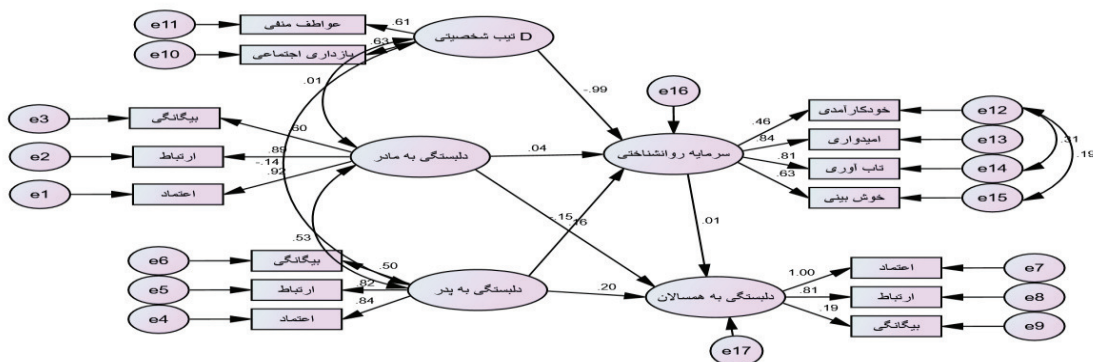 e11
عواطف منفی
.61
تیپ شخصیتی D
e10
بازداری اجتماعی
.63
.01
-.99
e16
e3
بیگانگی
.60
e2
ارتباط
.89
-.14
e1
اعتماد
.92
دلبستگی به مادر
.04
سرمایه روانشناختی
.46
خودکارآمدی
e12
.84
امیدواری
e13
.31
.81
تاب آوری
e14
.19
.63
خوش بینی
e15
-.15
.16
.01
.53
e6
بیگانگی
.50
e5
ارتباط
.82
e4
اعتماد
.84
دلبستگی به پدر
.20
دلبستگی به همسالان
1.00
اعتماد
e7
.81
ارتباط
e8
.19
بیگانگی
e9
e17